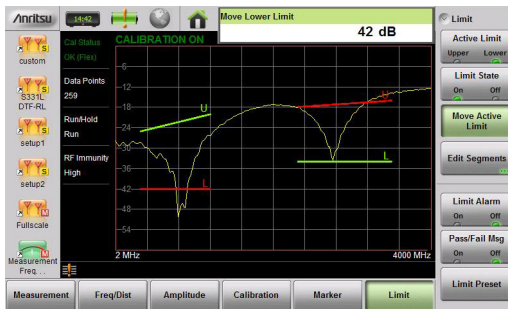 Anritsu
14:42
Move Lower Limit
42 dB
Limit
custom
S331L
DTF-RL
setup1
setup2
Fullscale
Measurement
Freq. . .
Cal Status
OK (Flex)
Data Points
259
Run/Hold
Run
RF Immunity
High
CALIBRATION ON
-6
-12
-18
-24
-30
-36
-42
-48
-54
U
L
U
L
2 MHz
4000 MHz
Active Limit
Upper Lower
Limit State
On Off
Move Active
Limit
Edit Segments
Limit Alarm
On Off
Pass/Fail Msg
On Off
Limit Preset
Measurement
Freq/Dist
Amplitude
Calibration
Marker
Limit